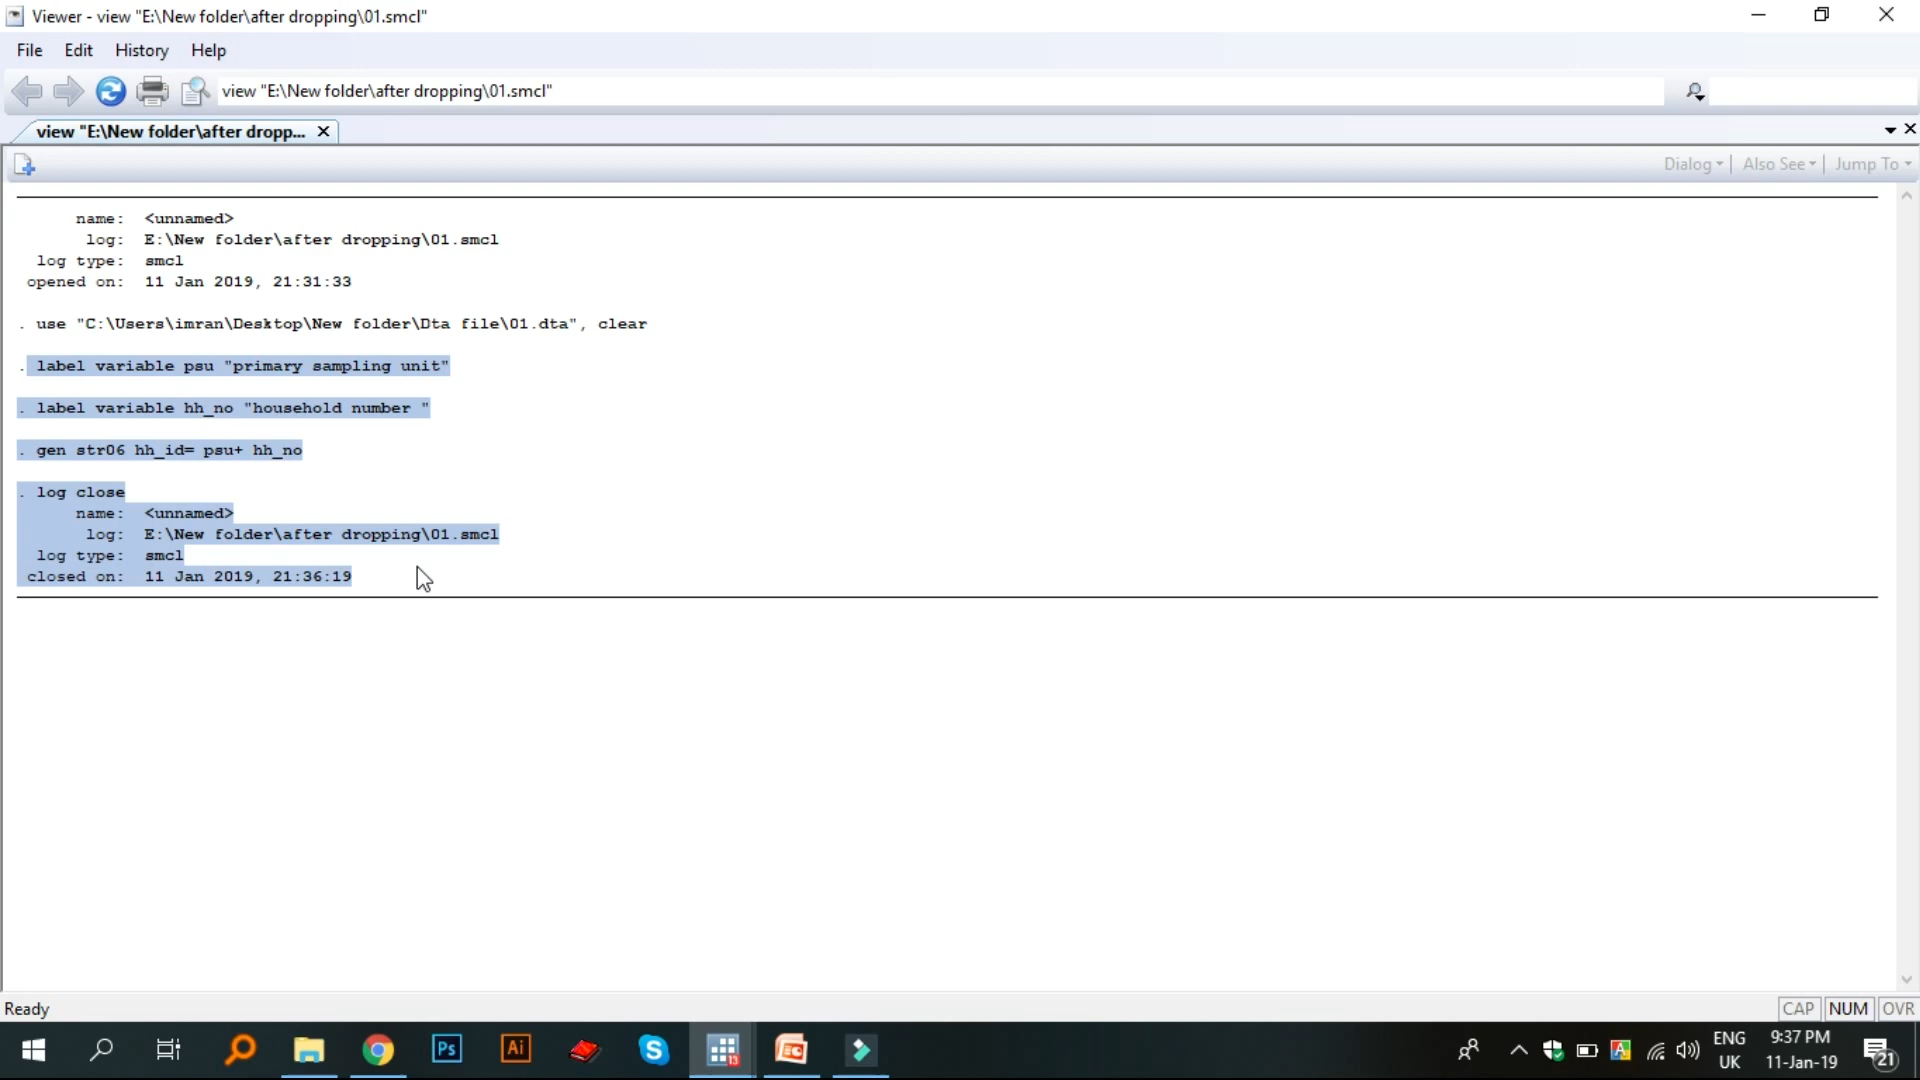 Viewer - view "E:\New folder\after dropping\01.smcl"
File Edit History Help
view "E:\New folder\after dropping\01.smcl"
view "E:\New folder\after dropp...
Dialog Also See Jump To
name: <unnamed>
log: E:\New folder\after dropping\01.smcl
log type: smcl
opened on: 11 Jan 2019, 21:31:33
. use "C:\Users\imran\Desktop\New folder\Dta file\01.dta", clear
. label variable psu "primary sampling unit"
. label variable hh_no "household number "
. gen str06 hh_id= psu+ hh_no
. log close
name: <unnamed>
log: E:\New folder\after dropping\01.smcl
log type: smcl
closed on: 11 Jan 2019, 21:36:19
Ready CAP NUM OVR
Ps Ai 13 A ENG 9:37 PM
UK 11-Jan-19 21